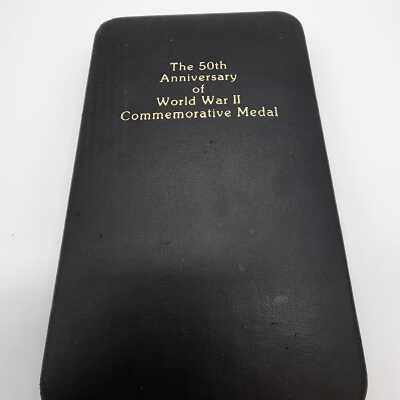 The 50th
Anniversary
of
World War II
Commemorative Medal